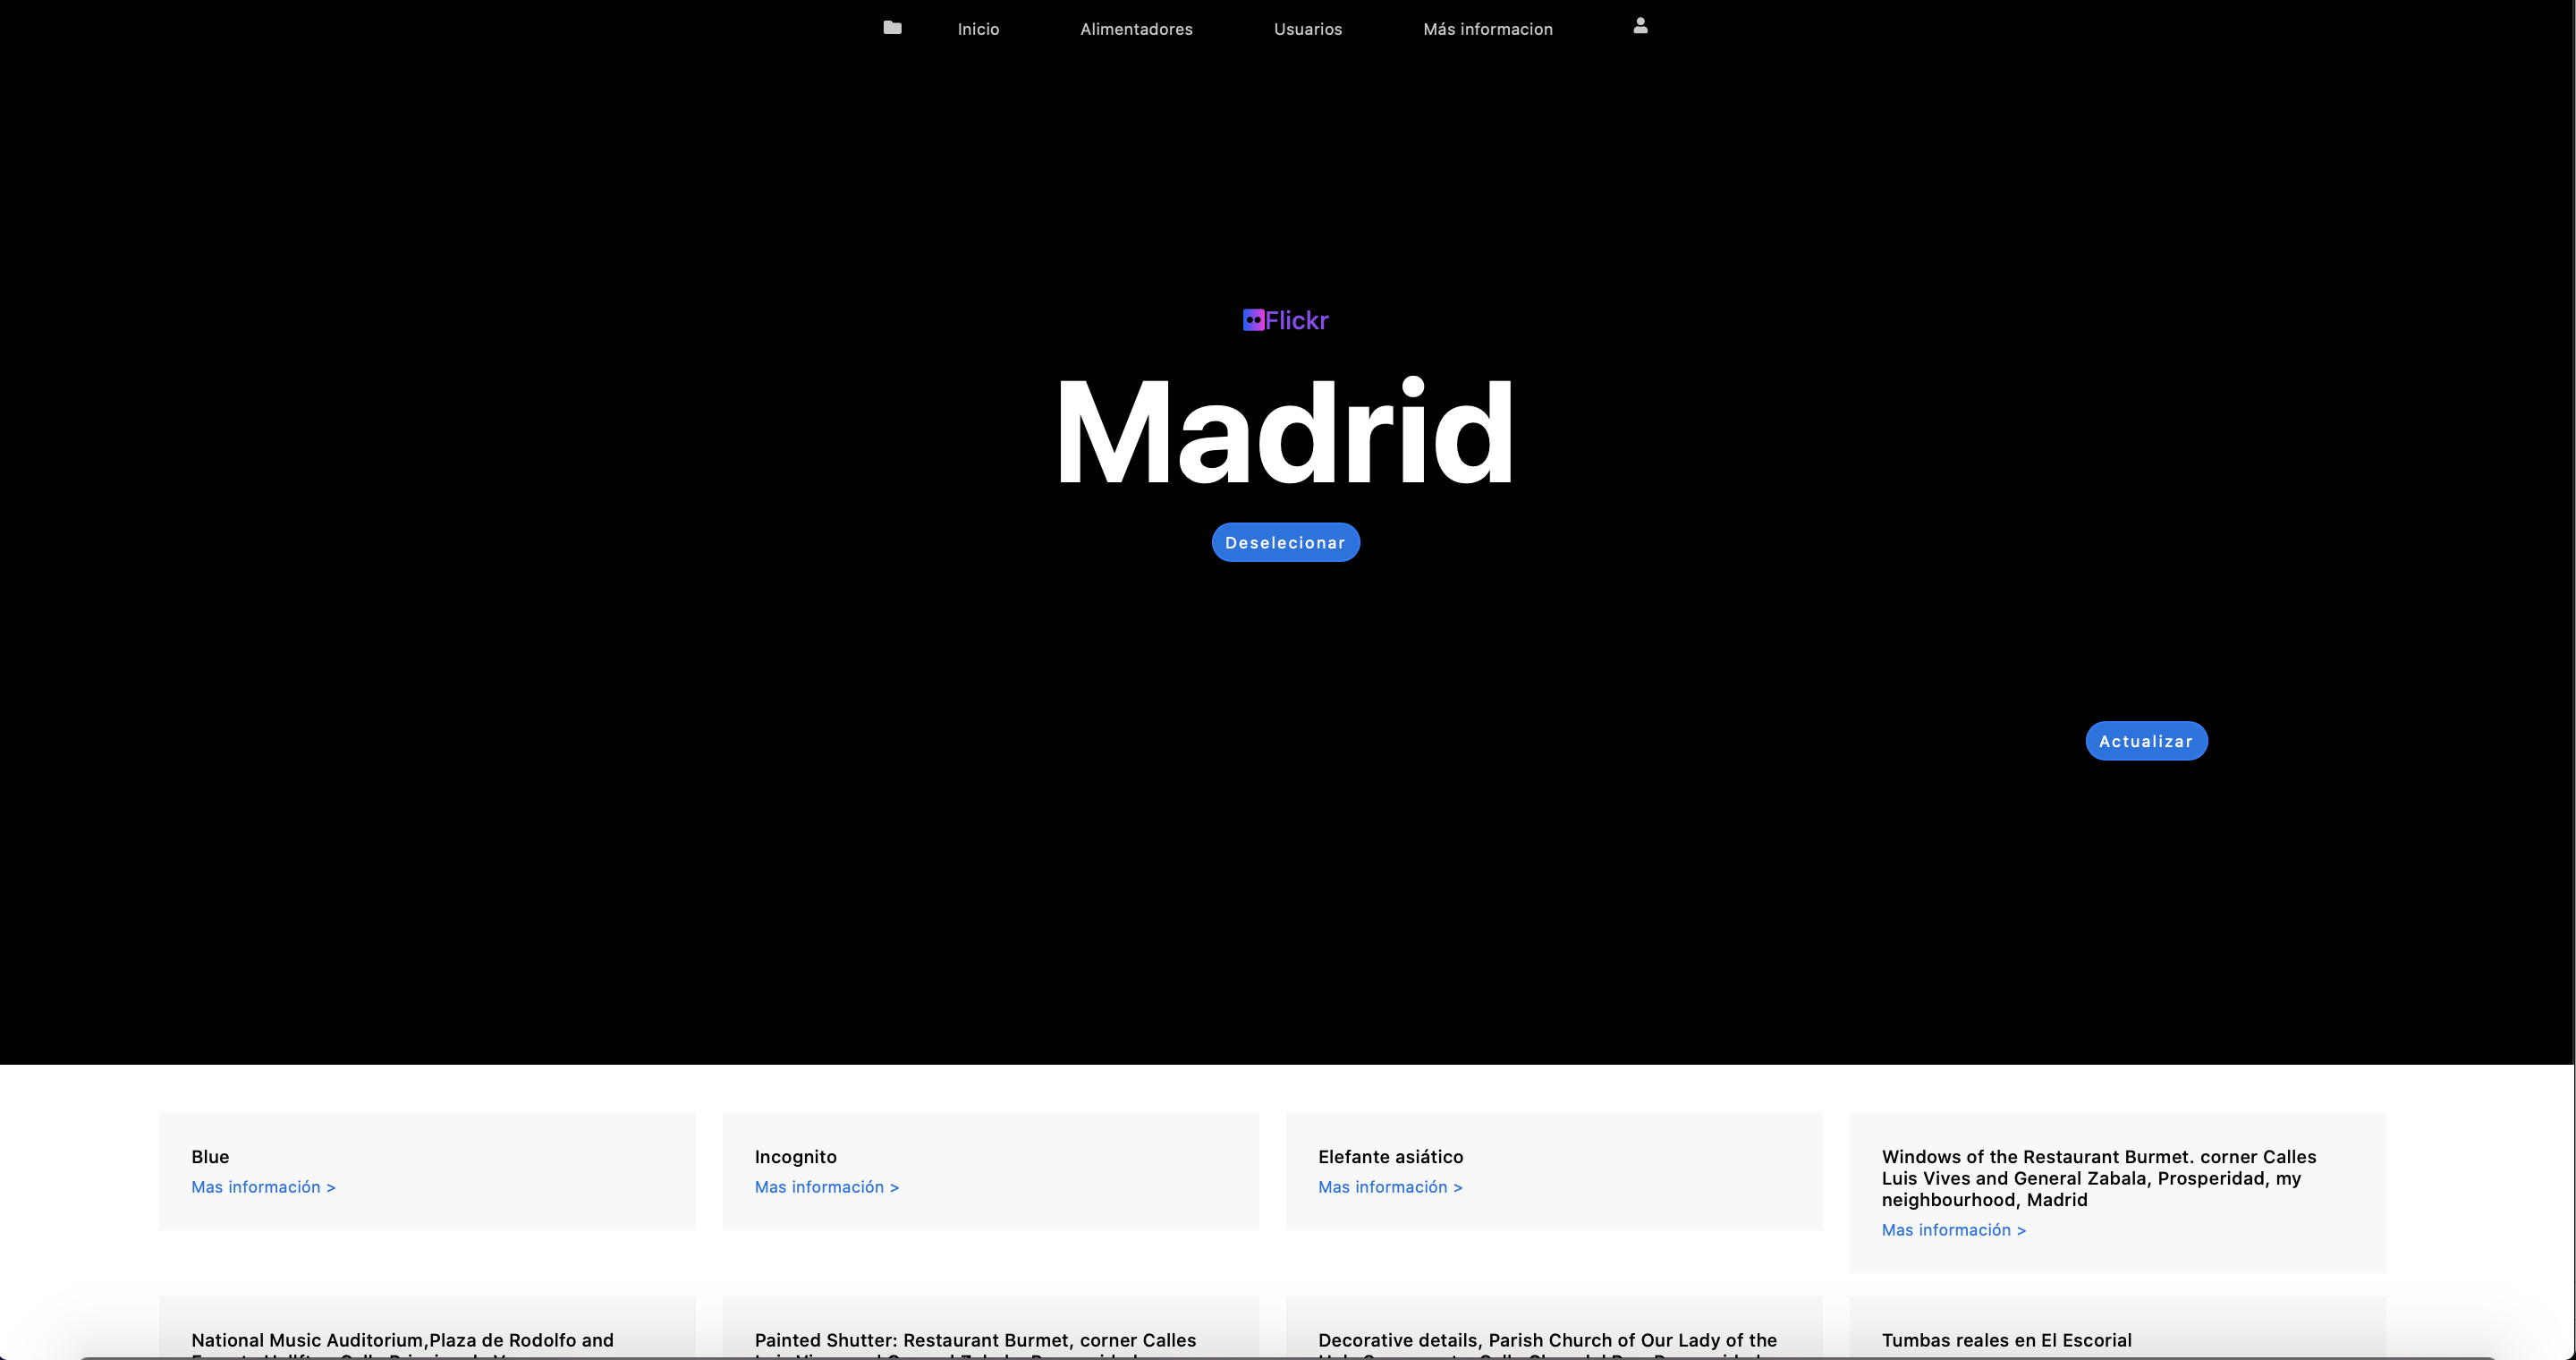 Inicio Alimentadores Usuarios Más informacion
Flickr
Madrid
Deselecionar
Actualizar
Blue
Mas información >
Incognito
Mas información >
Elefante asiático
Mas información >
Windows of the Restaurant Burmet. corner Calles
Luis Vives and General Zabala, Prosperidad, my
neighbourhood, Madrid
Mas información >
National Music Auditorium,Plaza de Rodolfo and
Painted Shutter: Restaurant Burmet, corner Calles
Decorative details, Parish Church of Our Lady of the
Tumbas reales en El Escorial